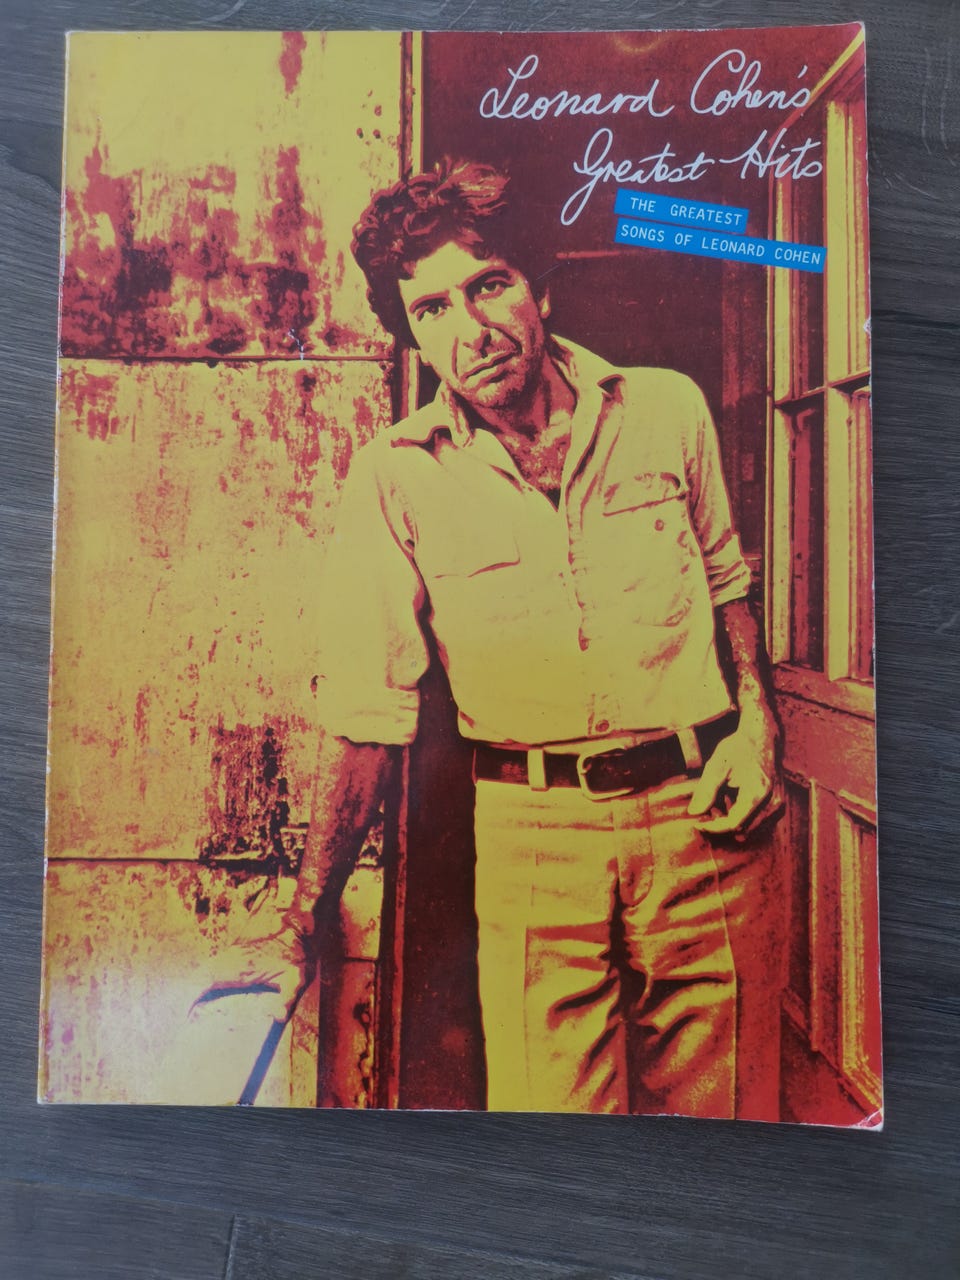 Leonard Cohen's
Greatest Hits
THE GREATEST
SONGS OF LEONARD COHEN